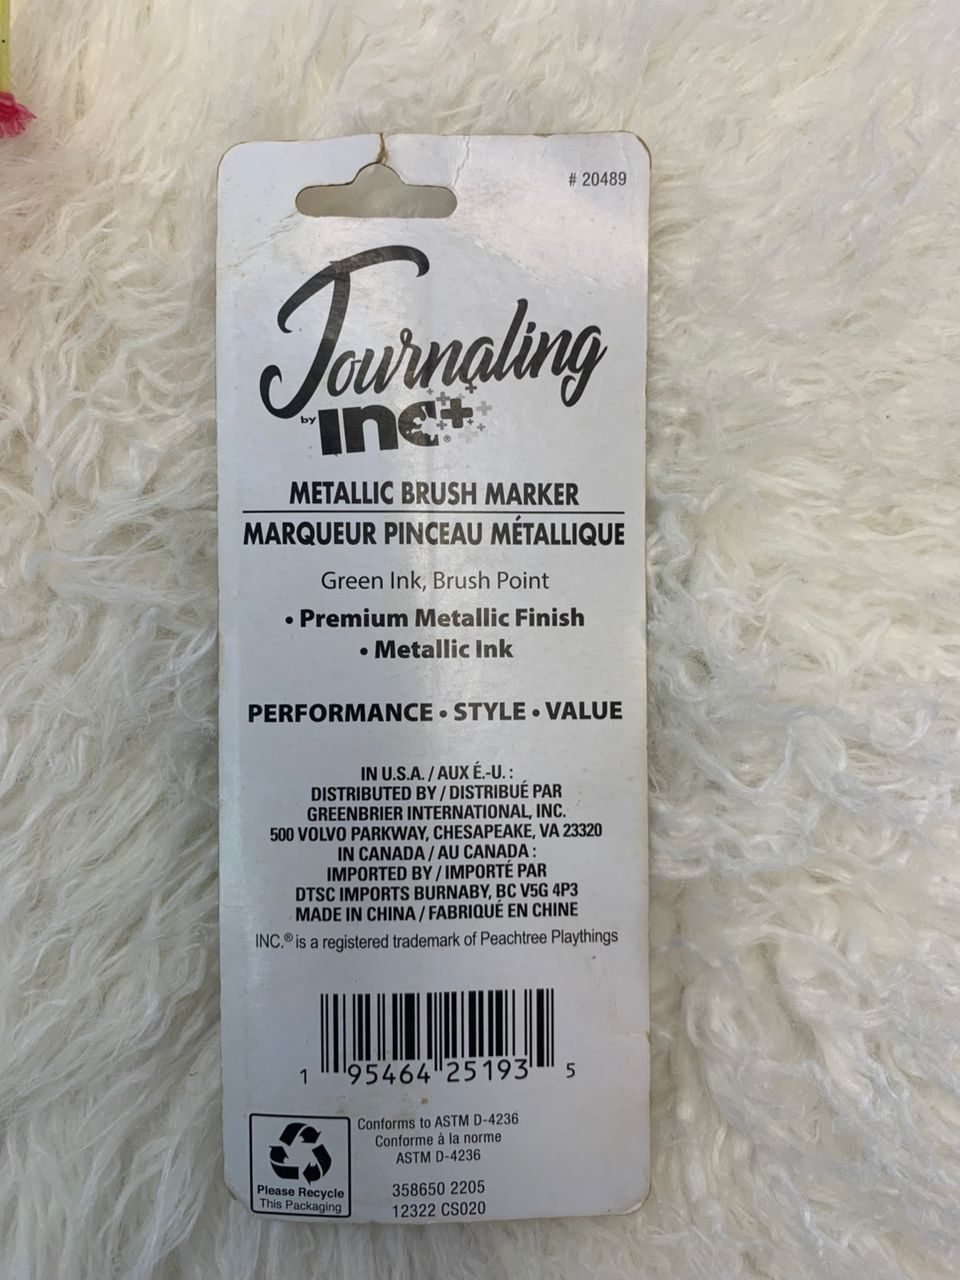 # 20489
Journaling
by inc+®
METALLIC BRUSH MARKER
MARQUEUR PINCEAU MÉTALLIQUE
Green Ink, Brush Point
• Premium Metallic Finish
• Metallic Ink
PERFORMANCE • STYLE • VALUE
IN U.S.A. / AUX É.-U. :
DISTRIBUTED BY / DISTRIBUÉ PAR
GREENBRIER INTERNATIONAL, INC.
500 VOLVO PARKWAY, CHESAPEAKE, VA 23320
IN CANADA / AU CANADA :
IMPORTED BY / IMPORTÉ PAR
DTSC IMPORTS BURNABY, BC V5G 4P3
MADE IN CHINA / FABRIQUÉ EN CHINE
INC.® is a registered trademark of Peachtree Playthings
1 95464 25193 5
Conforms to ASTM D-4236
Conforme à la norme
ASTM D-4236
Please Recycle
This Packaging
358650 2205
12322 CS020